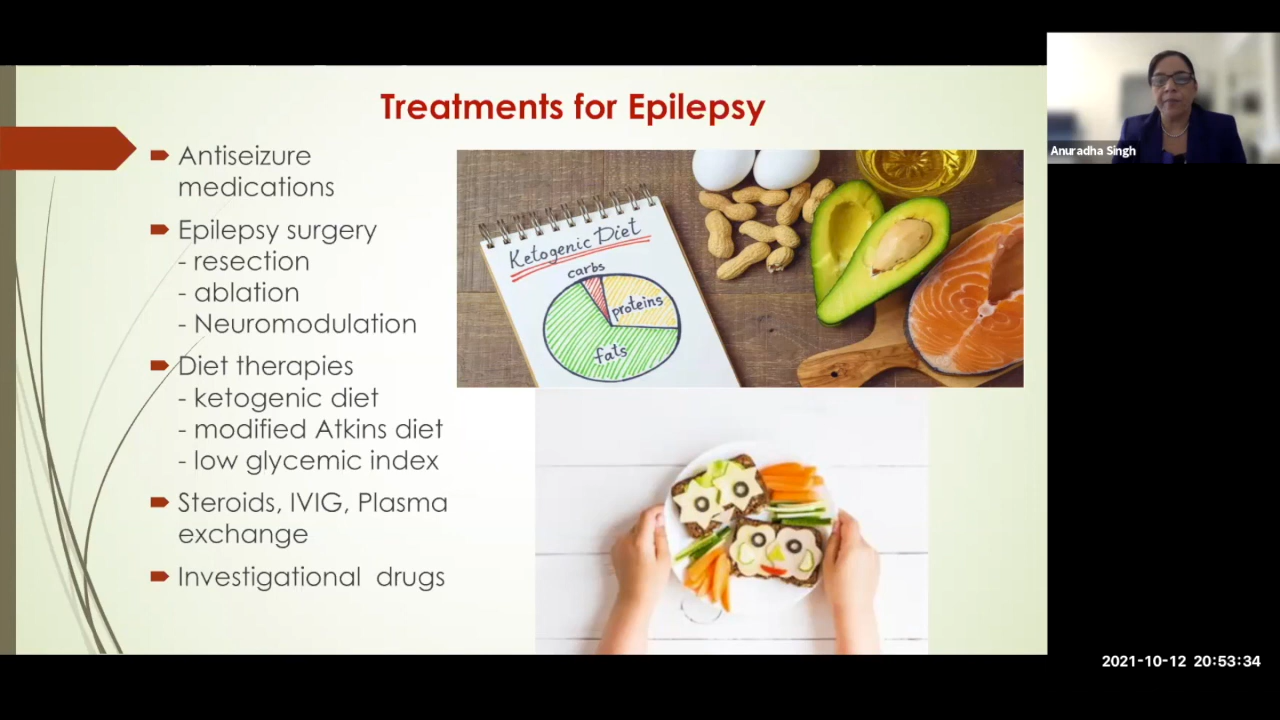 Treatments for Epilepsy
Antiseizure
medications
Epilepsy surgery
- resection
- ablation
- Neuromodulation
Diet therapies
- ketogenic diet
- modified Atkins diet
- low glycemic index
Steroids, IVIG, Plasma
exchange
Investigational drugs
Ketogenic Diet
carbs
proteins
fats
Anuradha Singh
2021-10-12 20:53:34